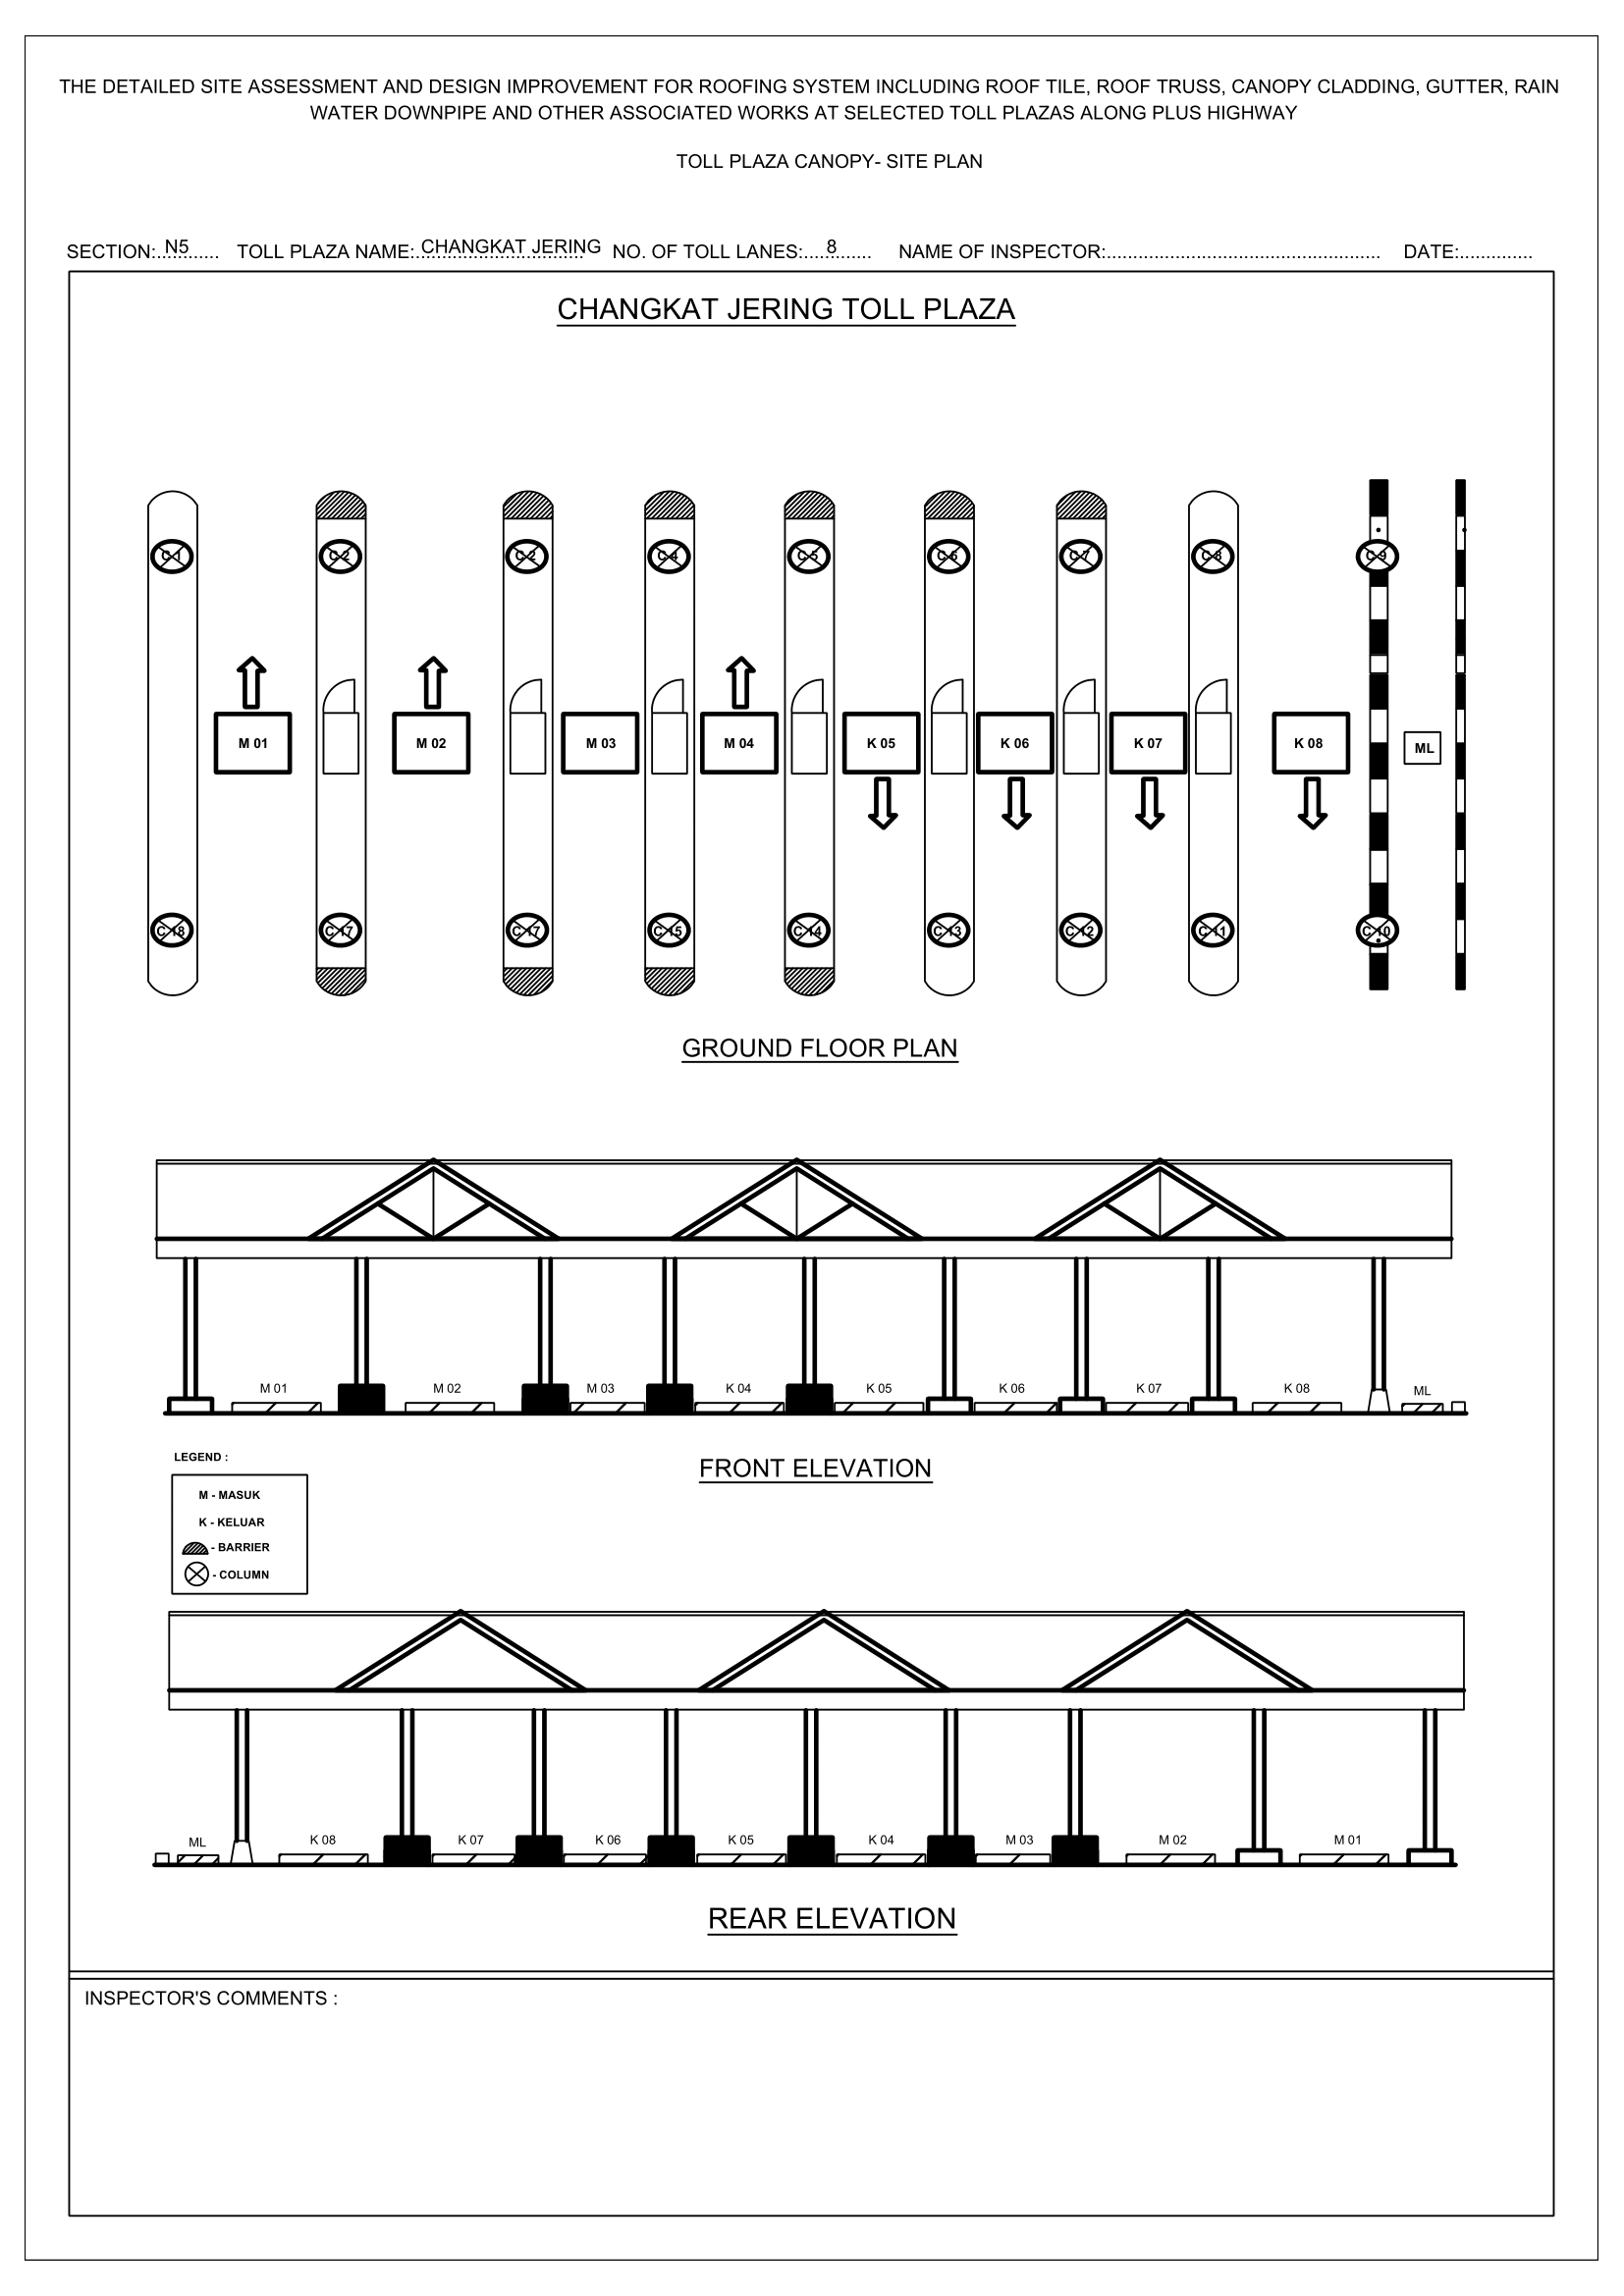 THE DETAILED SITE ASSESSMENT AND DESIGN IMPROVEMENT FOR ROOFING SYSTEM INCLUDING ROOF TILE, ROOF TRUSS, CANOPY CLADDING, GUTTER, RAIN
WATER DOWNPIPE AND OTHER ASSOCIATED WORKS AT SELECTED TOLL PLAZAS ALONG PLUS HIGHWAY
TOLL PLAZA CANOPY- SITE PLAN
SECTION:.N5...... TOLL PLAZA NAME:.CHANGKAT JERING NO. OF TOLL LANES:....8........ NAME OF INSPECTOR:.................................................... DATE:..............
CHANGKAT JERING TOLL PLAZA
C-1 C-2 C-2 C-4 C-5 C-6 C-7 C-8 C-9
M 01 M 02 M 03 M 04 K 05 K 06 K 07 K 08 ML
C-18 C-17 C-17 C-15 C-14 C-13 C-12 C-11 C-10
GROUND FLOOR PLAN
M 01 M 02 M 03 K 04 K 05 K 06 K 07 K 08 ML
FRONT ELEVATION
LEGEND :
M - MASUK
K - KELUAR
- BARRIER
- COLUMN
ML K 08 K 07 K 06 K 05 K 04 M 03 M 02 M 01
REAR ELEVATION
INSPECTOR'S COMMENTS :